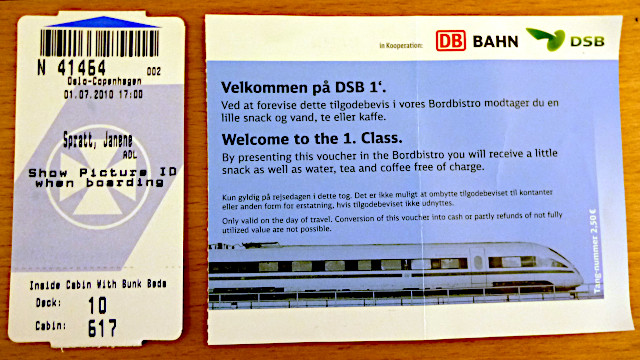 N 41464 002
Oslo-Copenhagen
01.07.2010 17:00
Spratt, Janene
ADL
Show Picture ID
when boarding
Inside Cabin With Bunk Beds
Deck: 10
Cabin: 617
in Kooperation: DB BAHN DSB
Velkommen på DSB 1‘.
Ved at forevise dette tilgodebevis i vores Bordbistro modtager du en
lille snack og vand, te eller kaffe.
Welcome to the 1. Class.
By presenting this voucher in the Bordbistro you will receive a little
snack as well as water, tea and coffee free of charge.
Kun gyldig på rejsedagen i dette tog. Det er ikke muligt at ombytte tilgodebeviset til kontanter
eller anden form for erstatning, hvis tilgodebeviset ikke udnyttes.
Only valid on the day of travel. Conversion of this voucher into cash or partly refunds of not fully
utilized value are not possible.
Tang-nummer 2,50 €